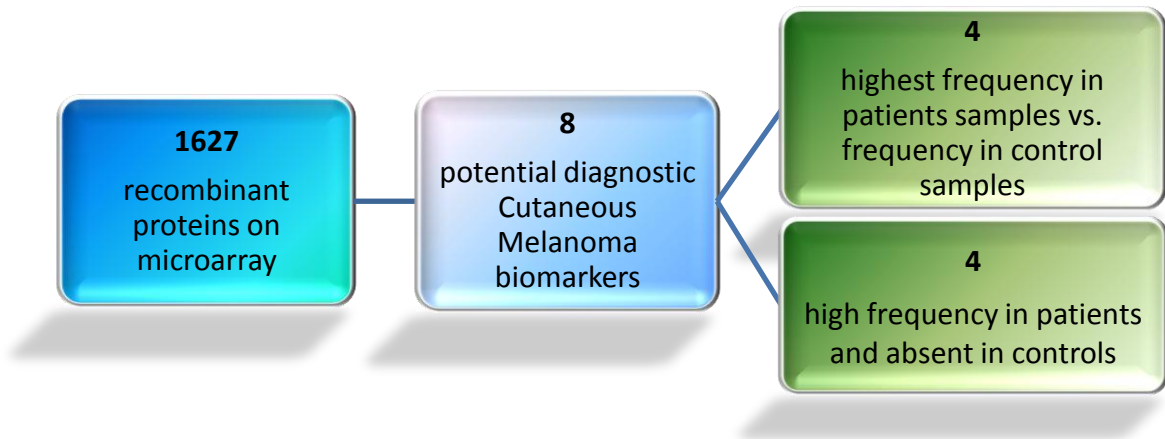 1627
recombinant
proteins on
microarray
8
potential diagnostic
Cutaneous
Melanoma
biomarkers
4
highest frequency in
patients samples vs.
frequency in control
samples
4
high frequency in patients
and absent in controls